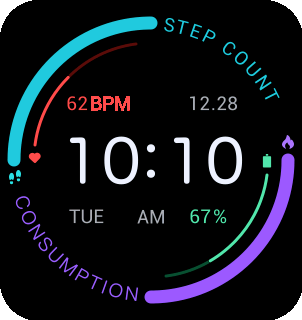 STEP COUNT
62BPM 12.28
10:10
TUE AM 67%
CONSUMPTION